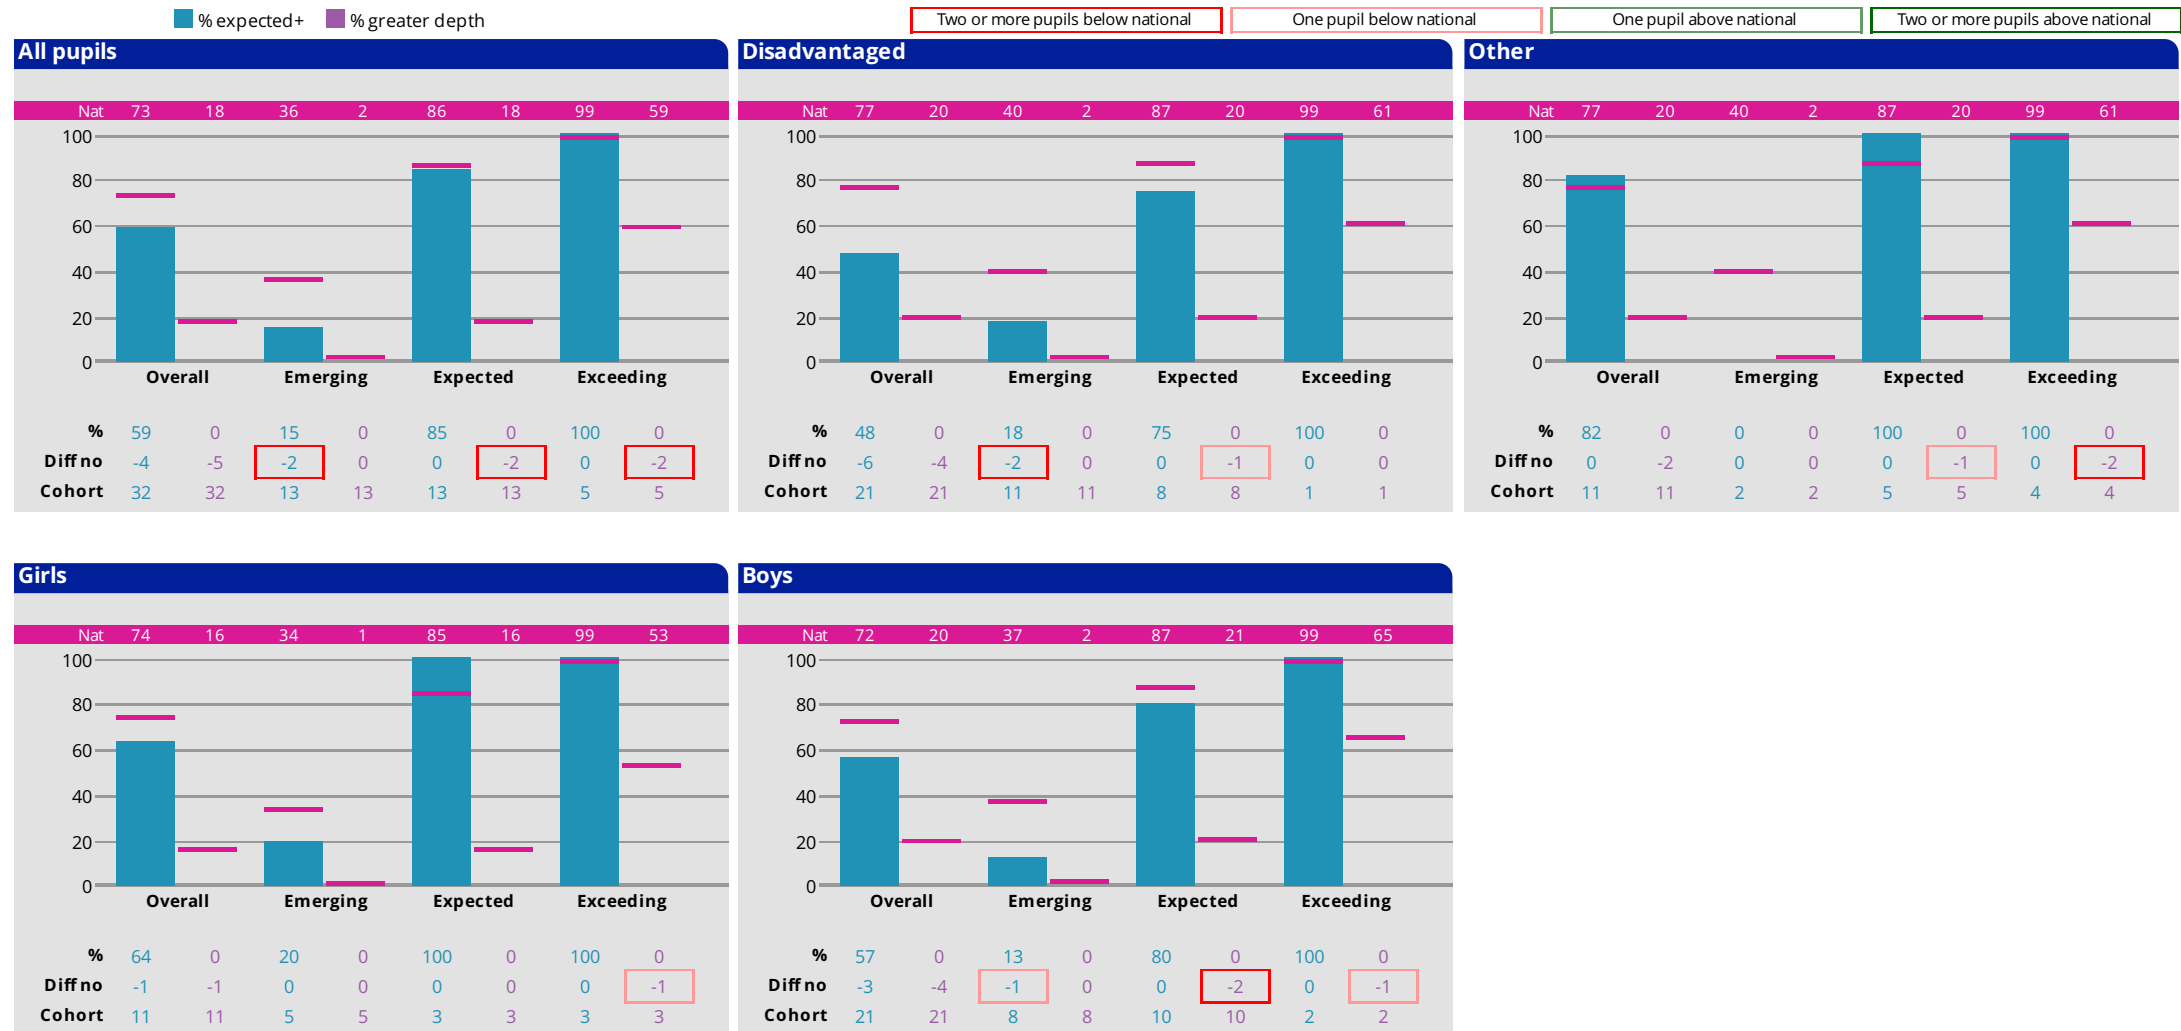 % expected+ % greater depth Two or more pupils below national One pupil below national One pupil above national Two or more pupils above national
All pupils
Nat 73 18 36 2 86 18 99 59
100
80
60
40
20
0
Overall Emerging Expected Exceeding
% 59 0 15 0 85 0 100 0
Diff no -4 -5 -2 0 0 -2 0 -2
Cohort 32 32 13 13 13 13 5 5
Disadvantaged
Nat 77 20 40 2 87 20 99 61
100
80
60
40
20
0
Overall Emerging Expected Exceeding
% 48 0 18 0 75 0 100 0
Diff no -6 -4 -2 0 0 -1 0 0
Cohort 21 21 11 11 8 8 1 1
Other
Nat 77 20 40 2 87 20 99 61
100
80
60
40
20
0
Overall Emerging Expected Exceeding
% 82 0 0 0 100 0 100 0
Diff no 0 -2 0 0 0 -1 0 -2
Cohort 11 11 2 2 5 5 4 4
Girls
Nat 74 16 34 1 85 16 99 53
100
80
60
40
20
0
Overall Emerging Expected Exceeding
% 64 0 20 0 100 0 100 0
Diff no -1 -1 0 0 0 0 0 -1
Cohort 11 11 5 5 3 3 3 3
Boys
Nat 72 20 37 2 87 21 99 65
100
80
60
40
20
0
Overall Emerging Expected Exceeding
% 57 0 13 0 80 0 100 0
Diff no -3 -4 -1 0 0 -2 0 -1
Cohort 21 21 8 8 10 10 2 2